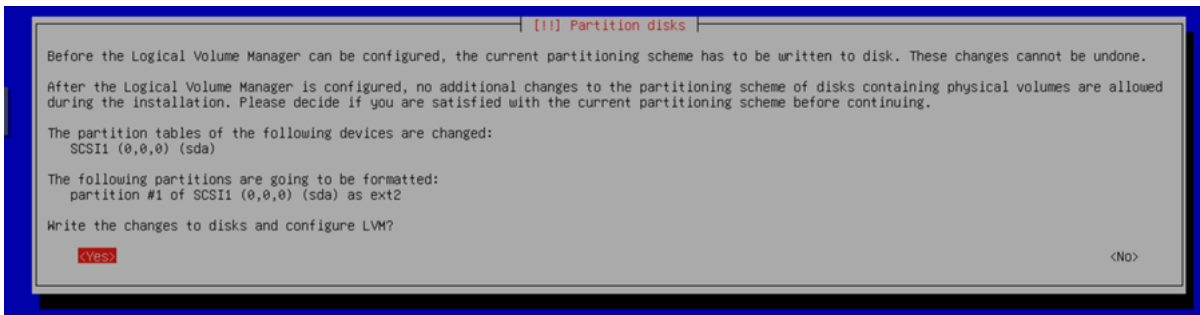 [!!] Partition disks
Before the Logical Volume Manager can be configured, the current partitioning scheme has to be written to disk. These changes cannot be undone.
After the Logical Volume Manager is configured, no additional changes to the partitioning scheme of disks containing physical volumes are allowed
during the installation. Please decide if you are satisfied with the current partitioning scheme before continuing.
The partition tables of the following devices are changed:
SCSI1 (0,0,0) (sda)
The following partitions are going to be formatted:
partition #1 of SCSI1 (0,0,0) (sda) as ext2
Write the changes to disks and configure LVM?
<Yes> <No>